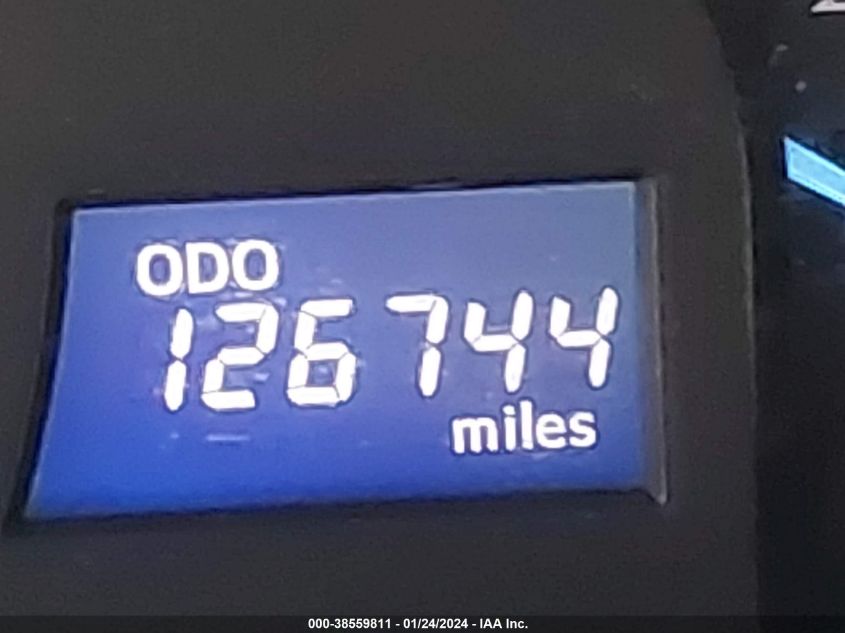 ODO
126744
miles
000-38559811 - 01/24/2024 - IAA Inc.